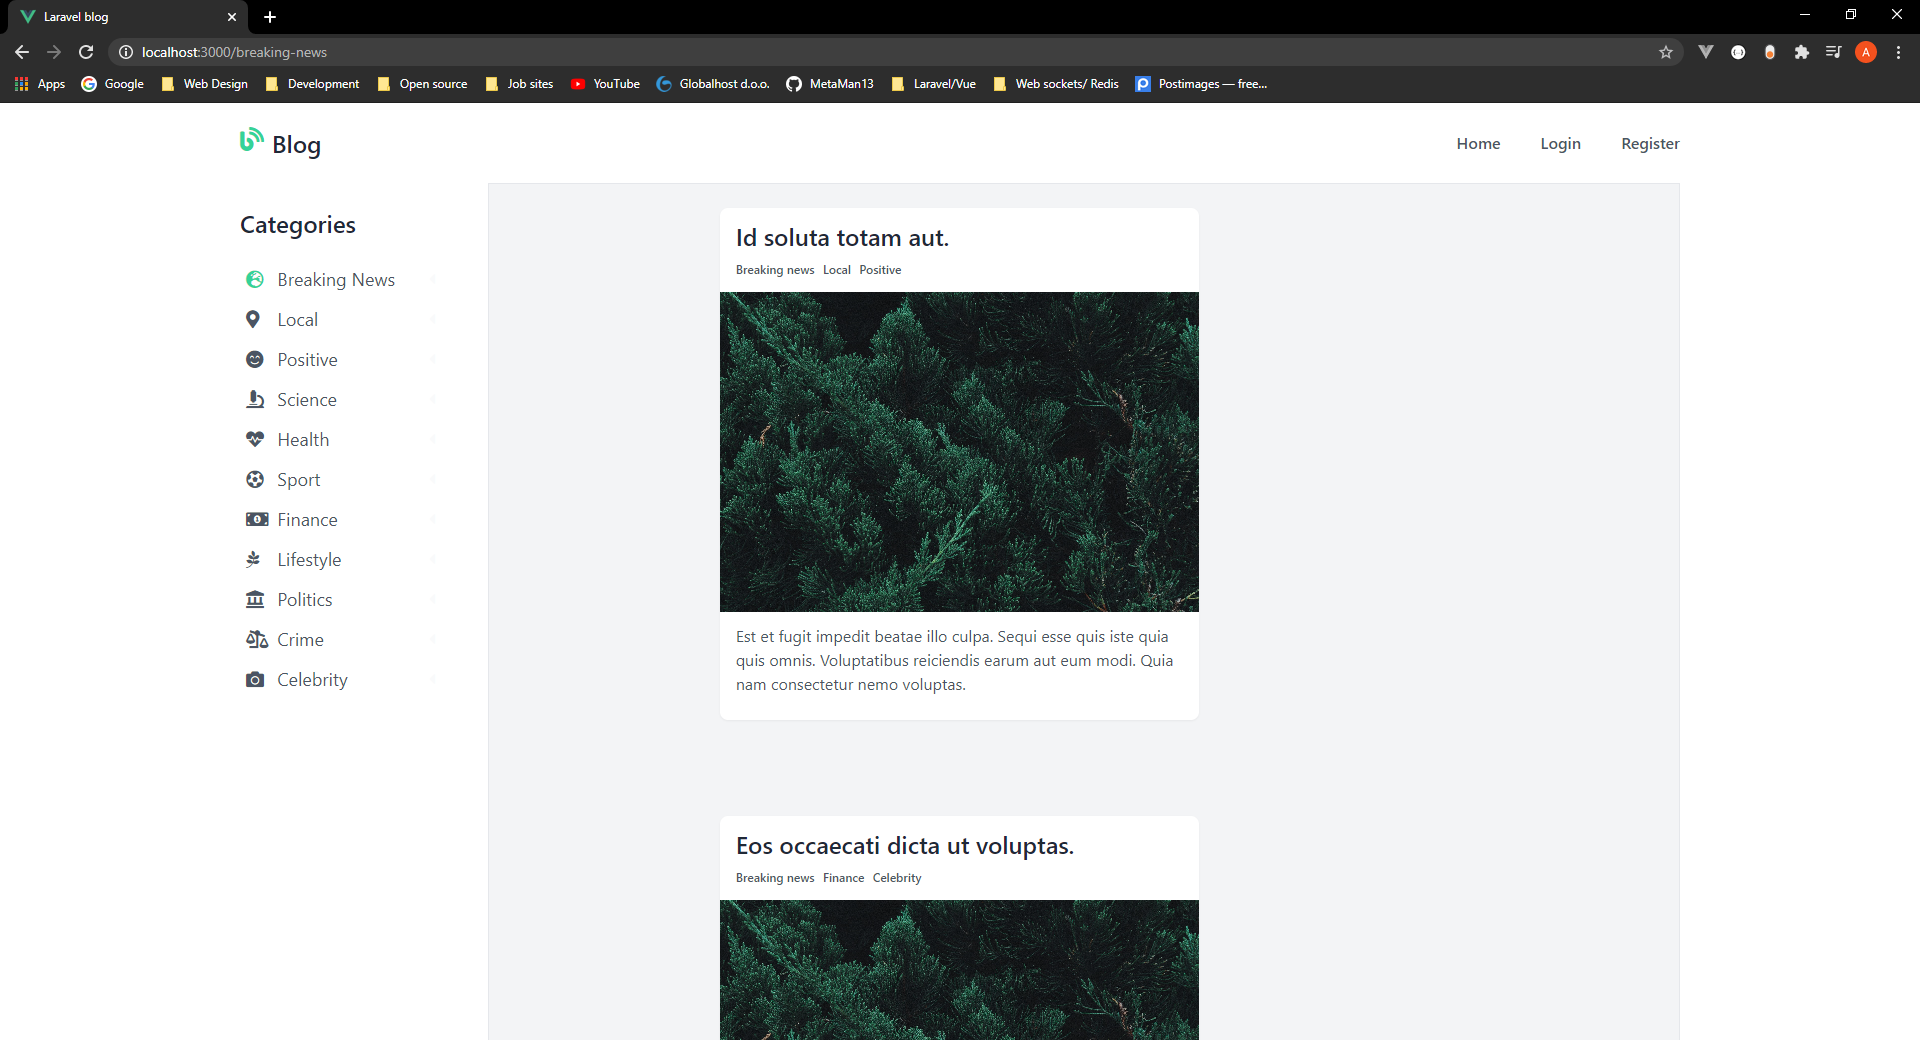 Laravel blog
localhost:3000/breaking-news
A
Apps Google Web Design Development Open source Job sites YouTube Globalhost d.o.o. MetaMan13 Laravel/Vue Web sockets/ Redis Postimages — free...
Blog Home Login Register
Categories
Breaking News
Local
Positive
Science
Health
Sport
Finance
Lifestyle
Politics
Crime
Celebrity
Id soluta totam aut.
Breaking news Local Positive
Est et fugit impedit beatae illo culpa. Sequi esse quis iste quia
quis omnis. Voluptatibus reiciendis earum aut eum modi. Quia
nam consectetur nemo voluptas.
Eos occaecati dicta ut voluptas.
Breaking news Finance Celebrity